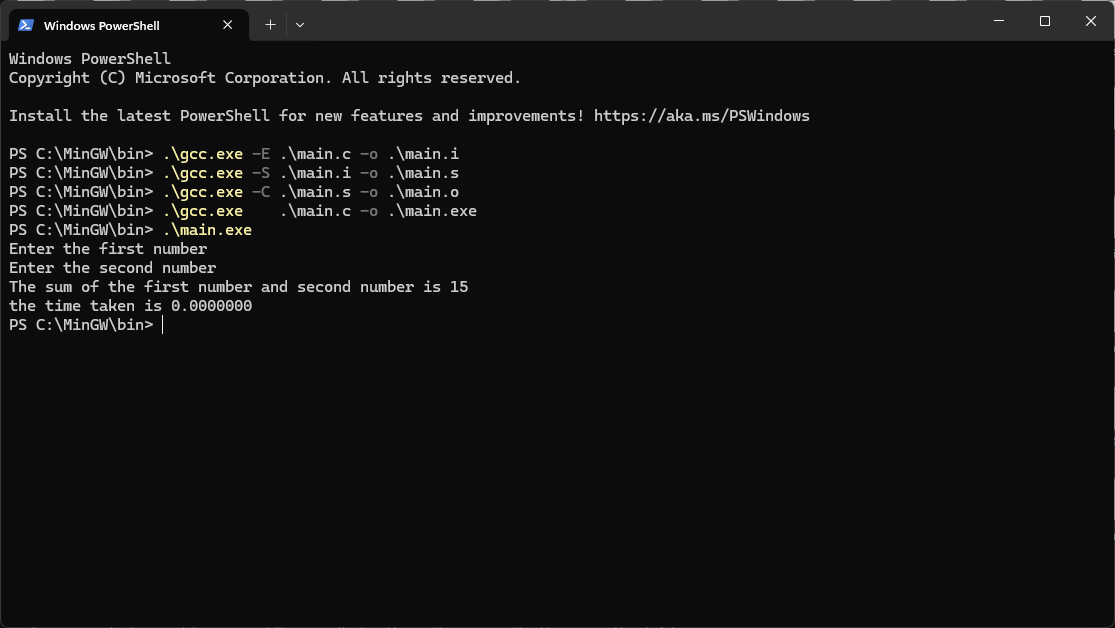 Windows PowerShell
Windows PowerShell
Copyright (C) Microsoft Corporation. All rights reserved.
Install the latest PowerShell for new features and improvements! https://aka.ms/PSWindows
PS C:\MinGW\bin> .\gcc.exe -E .\main.c -o .\main.i
PS C:\MinGW\bin> .\gcc.exe -S .\main.i -o .\main.s
PS C:\MinGW\bin> .\gcc.exe -C .\main.s -o .\main.o
PS C:\MinGW\bin> .\gcc.exe    .\main.c -o .\main.exe
PS C:\MinGW\bin> .\main.exe
Enter the first number
Enter the second number
The sum of the first number and second number is 15
the time taken is 0.0000000
PS C:\MinGW\bin>